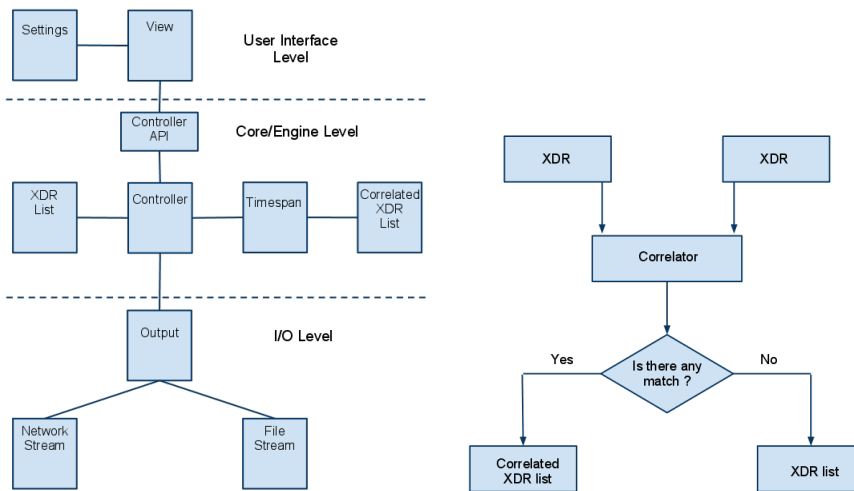 Settings
View
User Interface
Level
Controller
API
Core/Engine Level
XDR
List
Controller
Timespan
Correlated
XDR
List
Output
I/O Level
Network
Stream
File
Stream
XDR
XDR
Correlator
Is there any
match ?
Yes
No
Correlated
XDR list
XDR list